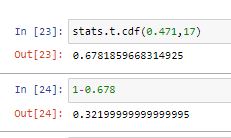 In [23]: stats.t.cdf(0.471,17)
Out[23]: 0.6781859668314925
In [24]: 1-0.678
Out[24]: 0.32199999999999995